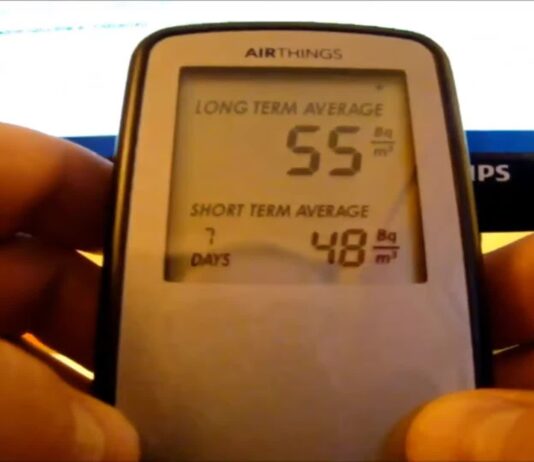 AIRTHINGS
LONG TERM AVERAGE
55 Bq/m³
SHORT TERM AVERAGE
7 DAYS 48 Bq/m³
IPS